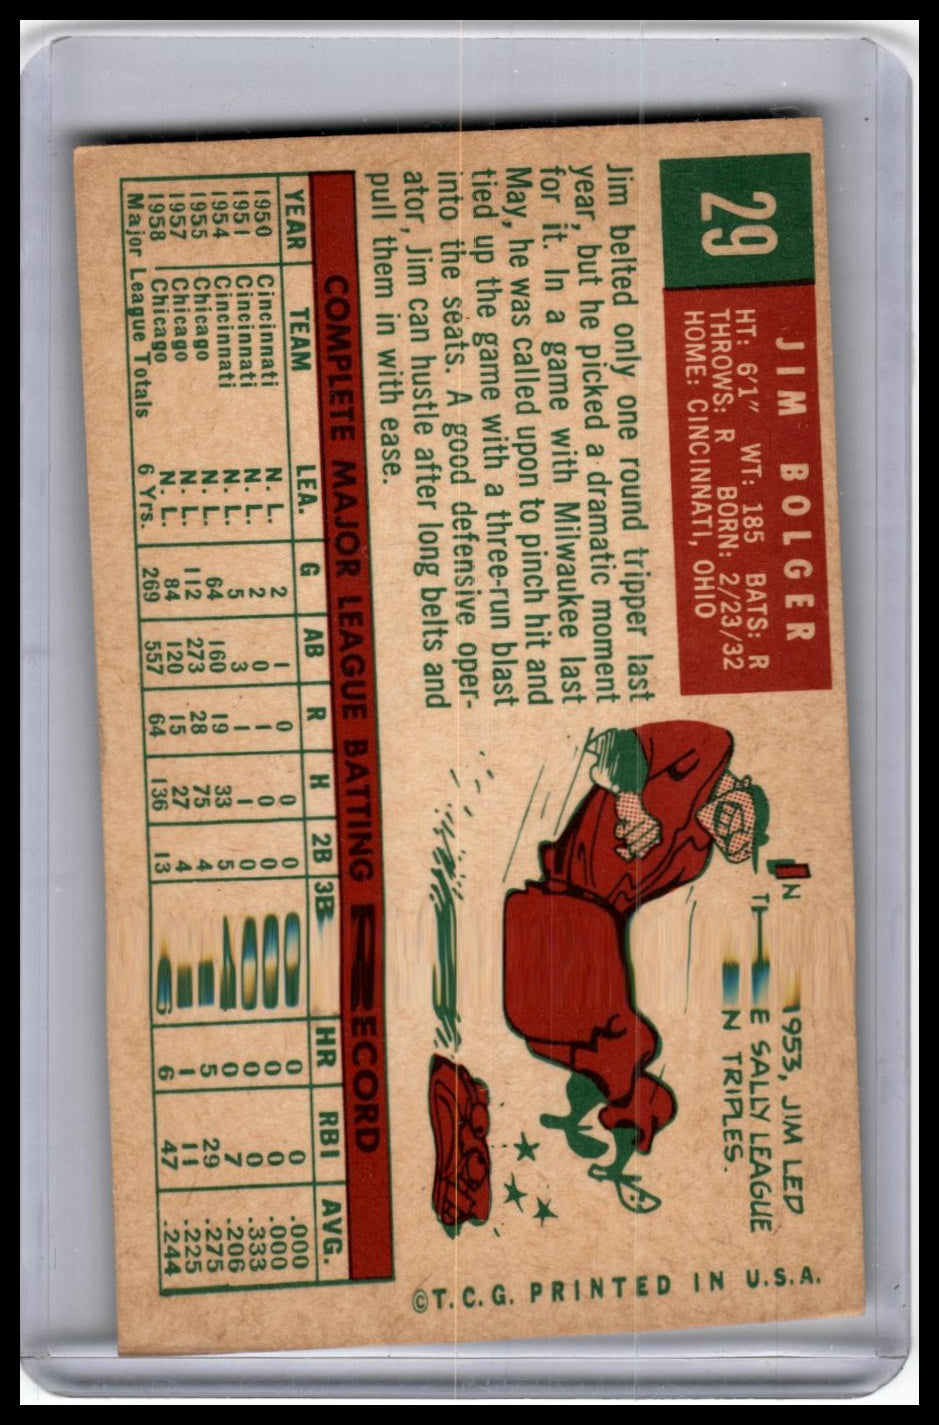 29
JIM BOLGER
HT: 6'1" WT: 185 BATS: R
THROWS: R BORN: 2/23/32
HOME: CINCINNATI, OHIO
Jim belted only one round tripper last
year, but he picked a dramatic moment
for it. In a game with Milwaukee last
May, he was called upon to pinch hit and
tied up the game with a three-run blast
into the seats. A good defensive oper-
ator, Jim can hustle after long belts and
pull them in with ease.
IN 1953, JIM LED
THE SALLY LEAGUE
IN TRIPLES.
©T.C.G. PRINTED IN U.S.A.
COMPLETE MAJOR LEAGUE BATTING RECORD
YEAR TEAM LEA. G AB R H 2B 3B HR RBI AVG.
1950 Cincinnati N. L. 2 1 0 0 0 0 0 .000
1951 Cincinnati N. L. 2 0 1 0 0 0 0 .000
1954 Cincinnati N. L. 5 3 1 1 0 0 0 .333
1955 Chicago N. L. 64 160 19 33 5 0 7 .206
1957 Chicago N. L. 112 273 28 75 4 5 29 .275
1958 Chicago N. L. 84 120 15 27 4 1 11 .225
Major League Totals 6 Yrs. 269 557 64 136 13 6 47 .244